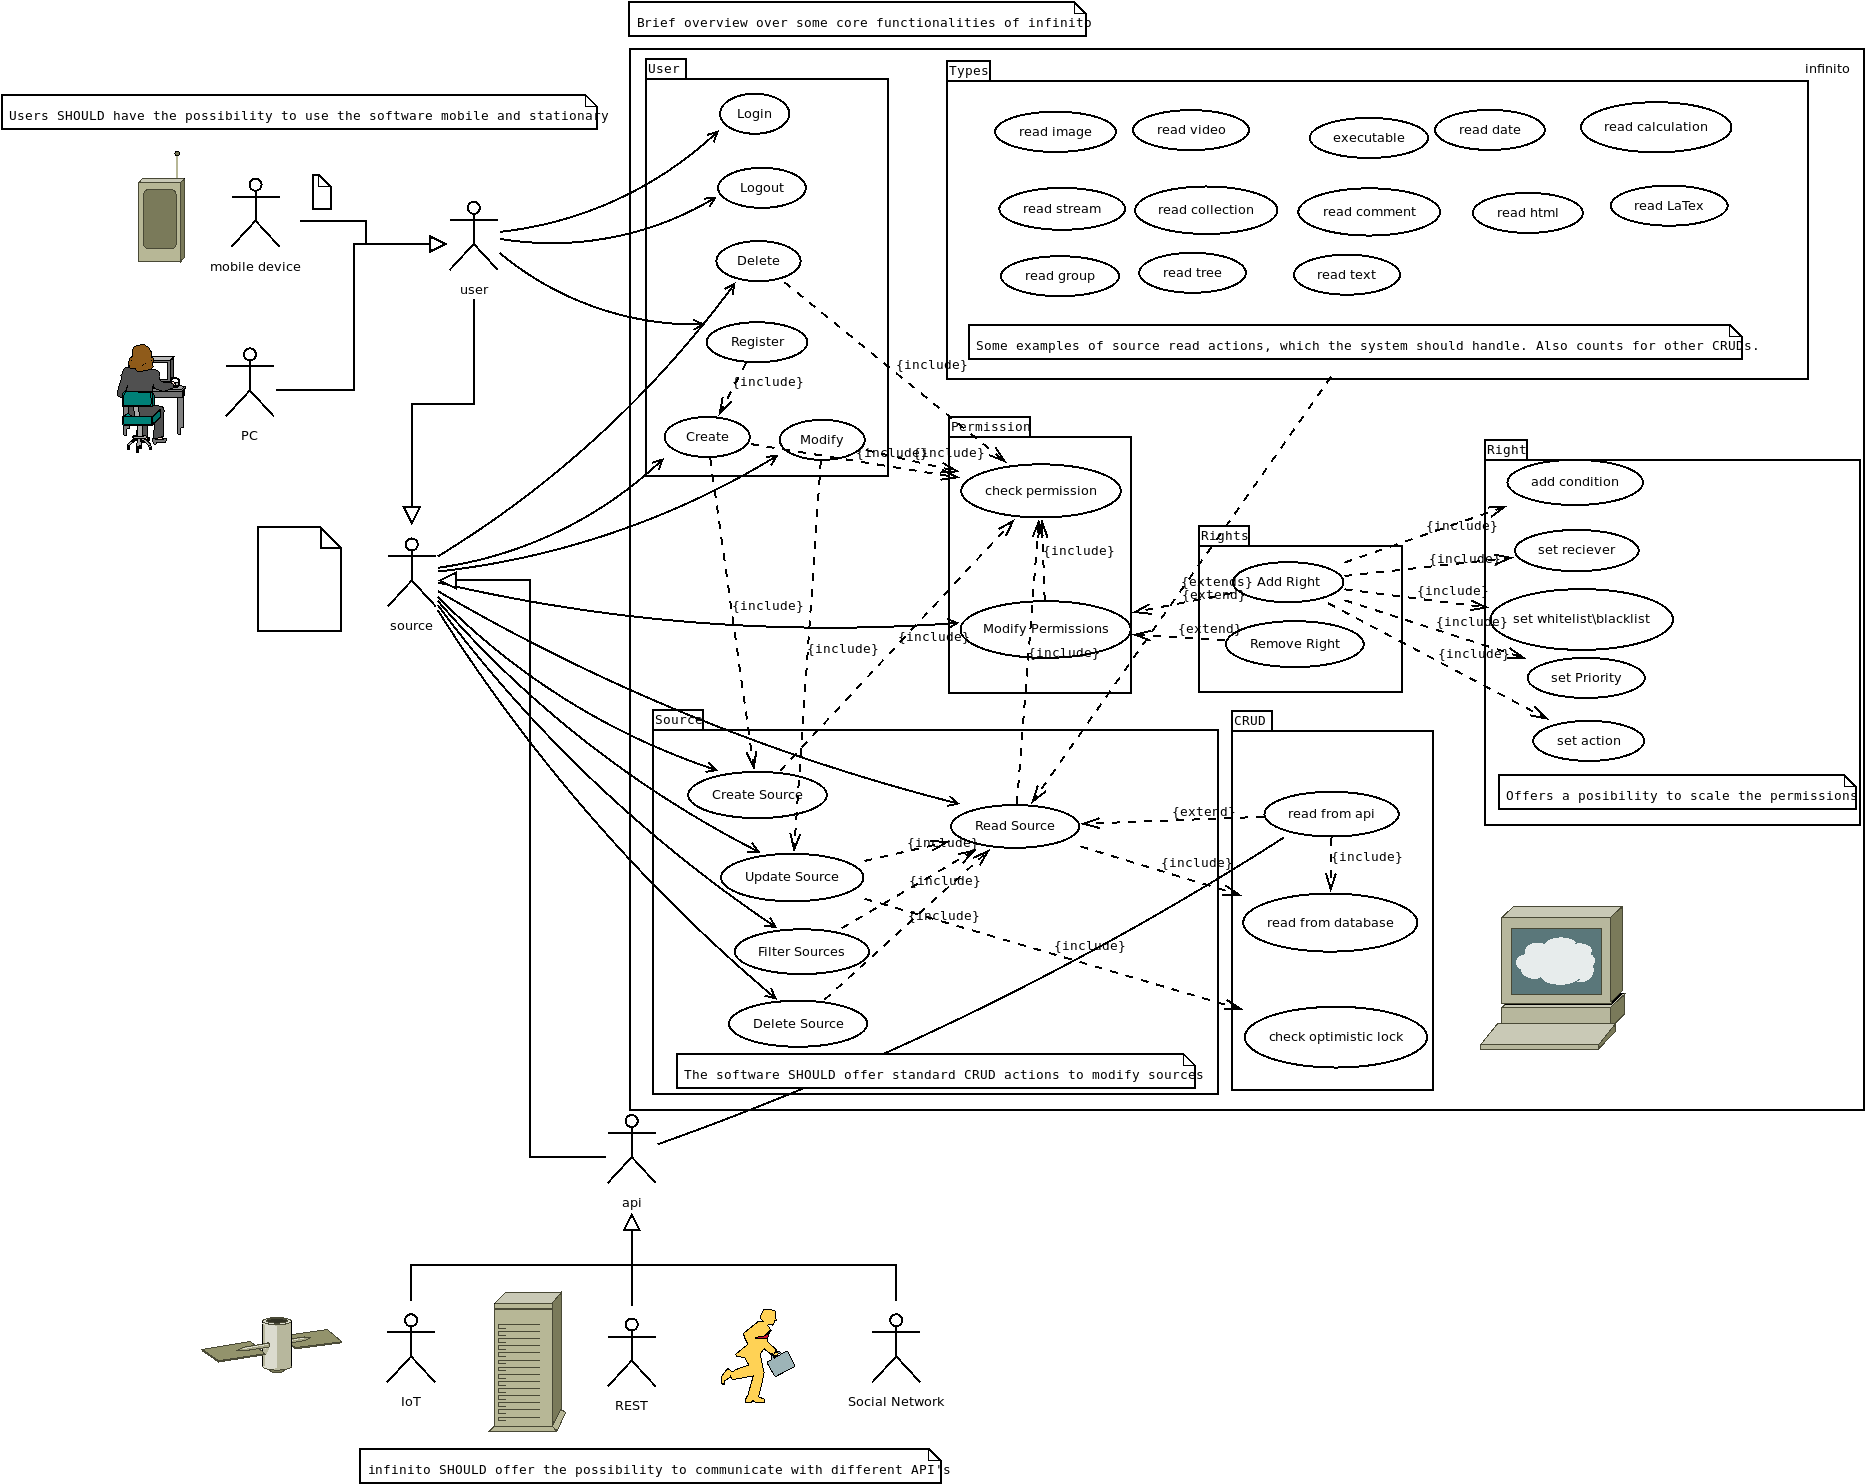 Brief overview over some core functionalities of infinito
infinito
Users SHOULD have the possibility to use the software mobile and stationary
mobile device
user
PC
source
User
Login
Logout
Delete
Register
{include}
Create
Modify
{include}
{include}
{include}
Types
read image
read video
executable
read date
read calculation
read stream
read collection
read comment
read html
read LaTex
read group
read tree
read text
Some examples of source read actions, which the system should handle. Also counts for other CRUDs.
Permission
check permission
{include}
Modify Permissions
{include}
{include}
{include}
{include}
Rights
Add Right
Remove Right
{extends}
{extend}
{extend}
Right
add condition
set reciever
set whitelist\blacklist
set Priority
set action
{include}
{include}
{include}
{include}
{include}
Offers a posibility to scale the permissions
Source
Create Source
Read Source
Update Source
Filter Sources
Delete Source
{include}
{include}
{include}
The software SHOULD offer standard CRUD actions to modify sources
CRUD
read from api
{extend}
{include}
{include}
read from database
{include}
check optimistic lock
api
IoT
REST
Social Network
infinito SHOULD offer the possibility to communicate with different API's